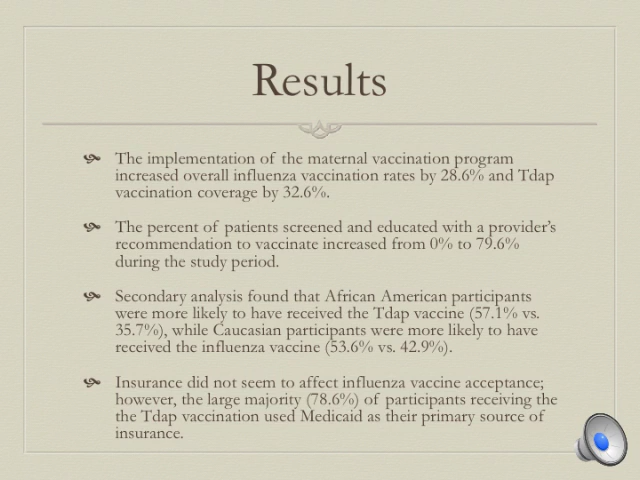 Results
The implementation of the maternal vaccination program
increased overall influenza vaccination rates by 28.6% and Tdap
vaccination coverage by 32.6%.
The percent of patients screened and educated with a provider's
recommendation to vaccinate increased from 0% to 79.6%
during the study period.
Secondary analysis found that African American participants
were more likely to have received the Tdap vaccine (57.1% vs.
35.7%), while Caucasian participants were more likely to have
received the influenza vaccine (53.6% vs. 42.9%).
Insurance did not seem to affect influenza vaccine acceptance;
however, the large majority (78.6%) of participants receiving the
the Tdap vaccination used Medicaid as their primary source of
insurance.